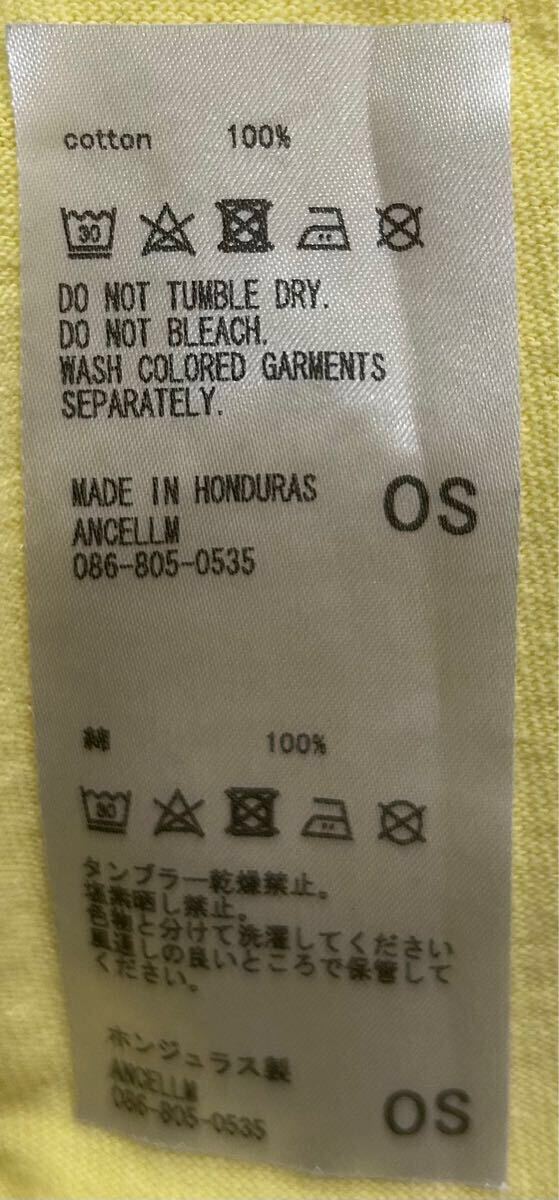 cotton 100%
30
DO NOT TUMBLE DRY.
DO NOT BLEACH.
WASH COLORED GARMENTS
SEPARATELY.
MADE IN HONDURAS
OS
ANCELLM
086-805-0535
綿 100%
30
タンブラー乾燥禁止。
塩素晒し禁止。
色物と分けて洗濯してください
風通しの良いところで保管して
ください。
ホンジュラス製
ANCELLM
OS
086-805-0535